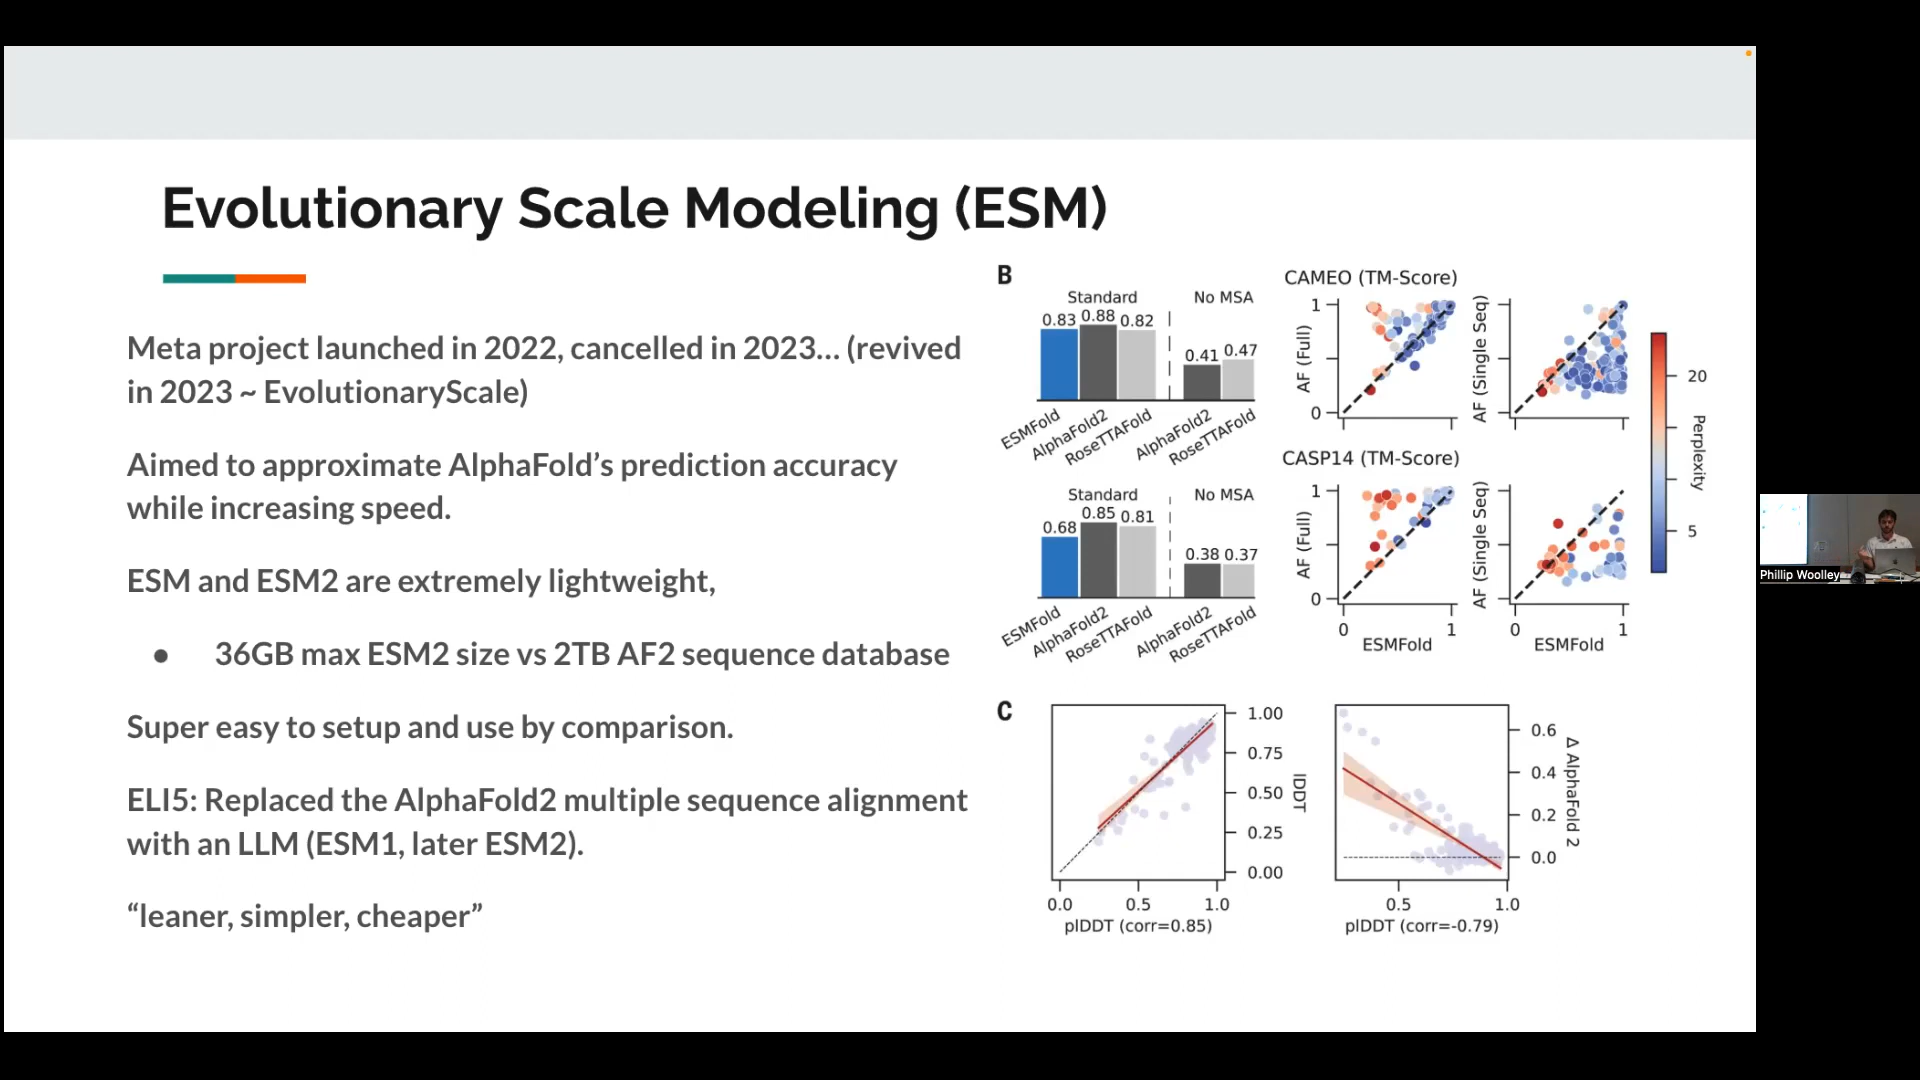 Evolutionary Scale Modeling (ESM)
Meta project launched in 2022, cancelled in 2023... (revived
in 2023 ~ EvolutionaryScale)
Aimed to approximate AlphaFold's prediction accuracy
while increasing speed.
ESM and ESM2 are extremely lightweight,
● 36GB max ESM2 size vs 2TB AF2 sequence database
Super easy to setup and use by comparison.
ELI5: Replaced the AlphaFold2 multiple sequence alignment
with an LLM (ESM1, later ESM2).
“leaner, simpler, cheaper”
B
Standard No MSA
0.83 0.88 0.82 0.41 0.47
ESMFold AlphaFold2 RoseTTAFold AlphaFold2 RoseTTAFold
CAMEO (TM-Score)
AF (Full)
1
0
AF (Single Seq)
Standard No MSA
0.68 0.85 0.81 0.38 0.37
ESMFold AlphaFold2 RoseTTAFold AlphaFold2 RoseTTAFold
CASP14 (TM-Score)
AF (Full)
1
0
0 1
ESMFold
AF (Single Seq)
0 1
ESMFold
20
5
Perplexity
C
1.00
0.75
0.50
0.25
0.00
lDDT
0.0 0.5 1.0
plDDT (corr=0.85)
0.6
0.4
0.2
0.0
Δ AlphaFold 2
0.5 1.0
plDDT (corr=-0.79)
Phillip Woolley